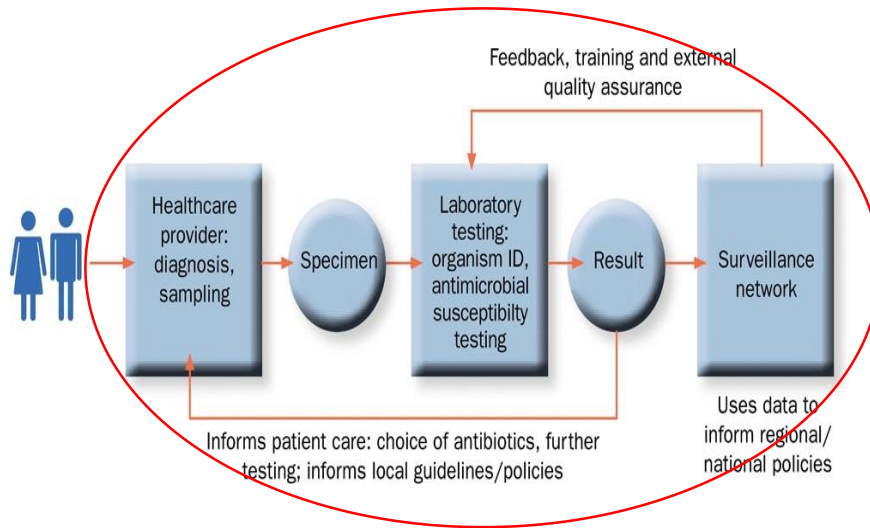 Feedback, training and external
quality assurance
Healthcare
provider:
diagnosis,
sampling
Specimen
Laboratory
testing:
organism ID,
antimicrobial
susceptibilty
testing
Result
Surveillance
network
Informs patient care: choice of antibiotics, further
testing; informs local guidelines/policies
Uses data to
inform regional/
national policies